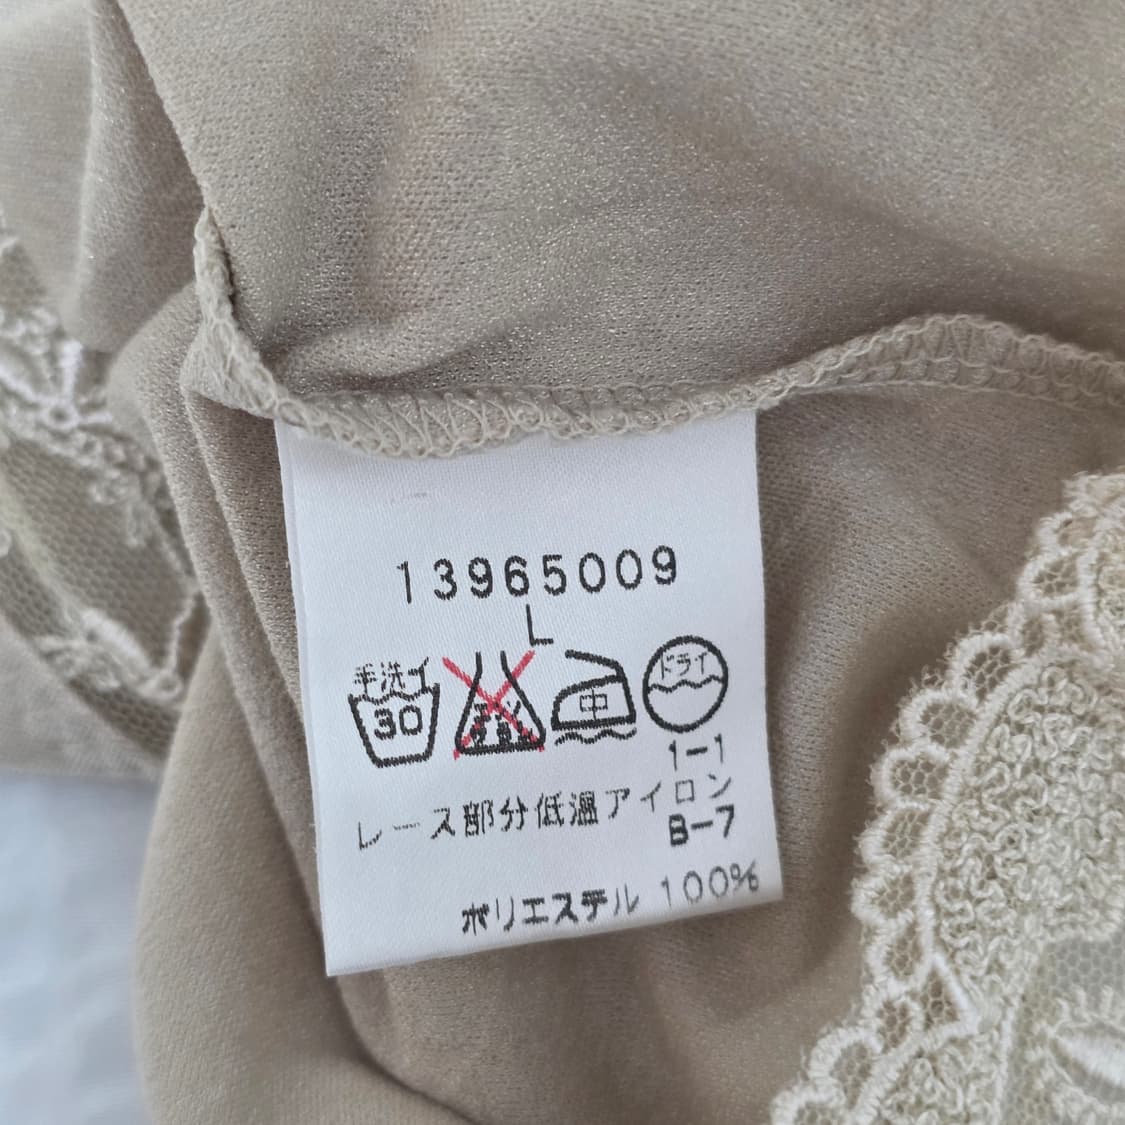 13965009
L
手洗イ
30
中
ドライ
1-1
レース部分低温アイロン
B-7
ポリエステル 100%